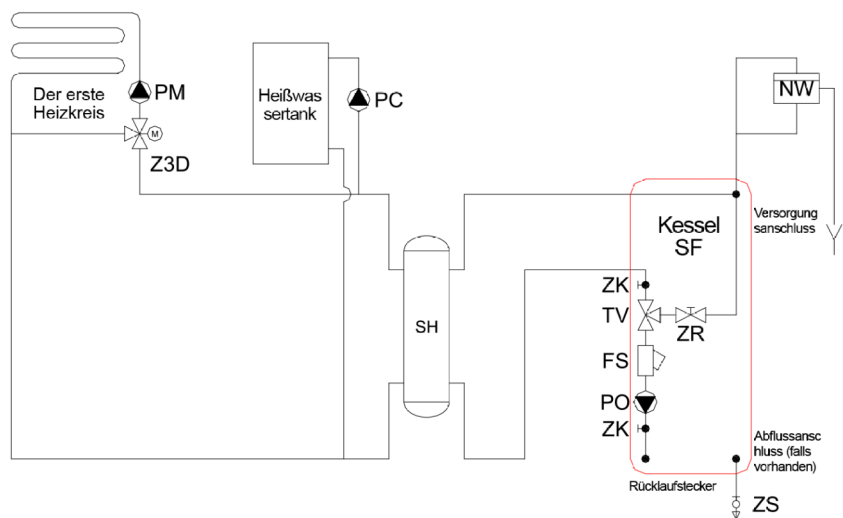 Der erste
Heizkreis
PM
M
Z3D
Heißwas
sertank
PC
NW
Versorgung
sanschluss
Kessel
SF
ZK
TV
ZR
FS
PO
ZK
SH
Abflussansc
hluss (falls
vorhanden)
Rücklaufstecker
ZS